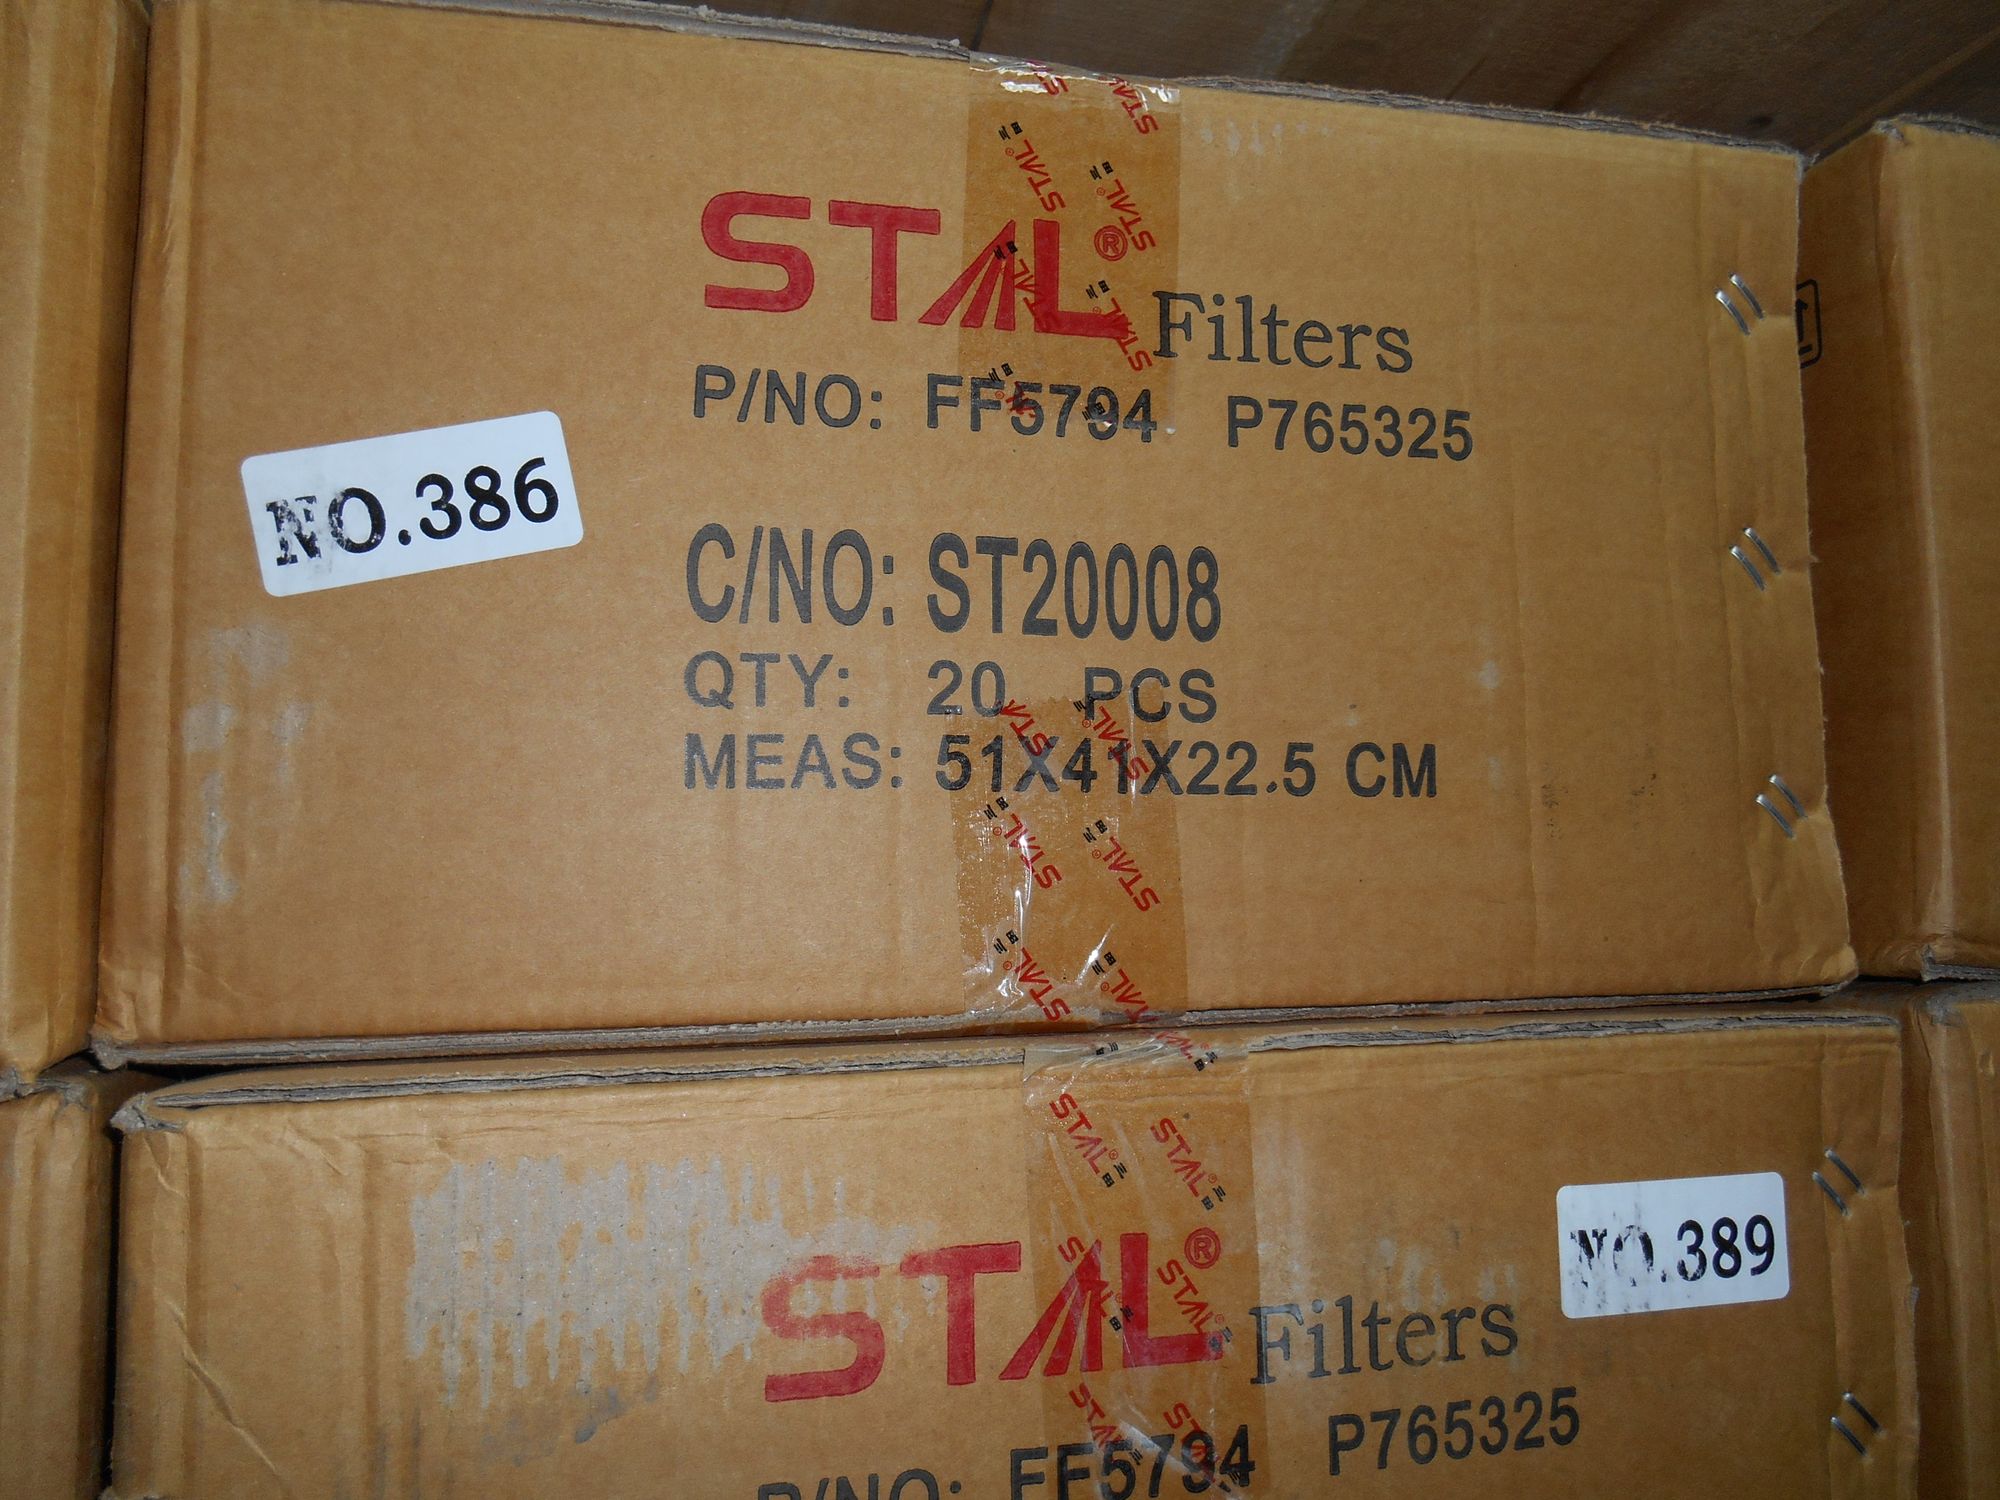 STAL® Filters
P/NO: FF5794 P765325
NO.386
C/NO: ST20008
QTY: 20 PCS
MEAS: 51X41X22.5 CM
STAL® Filters
NO.389
P/NO: FF5794 P765325